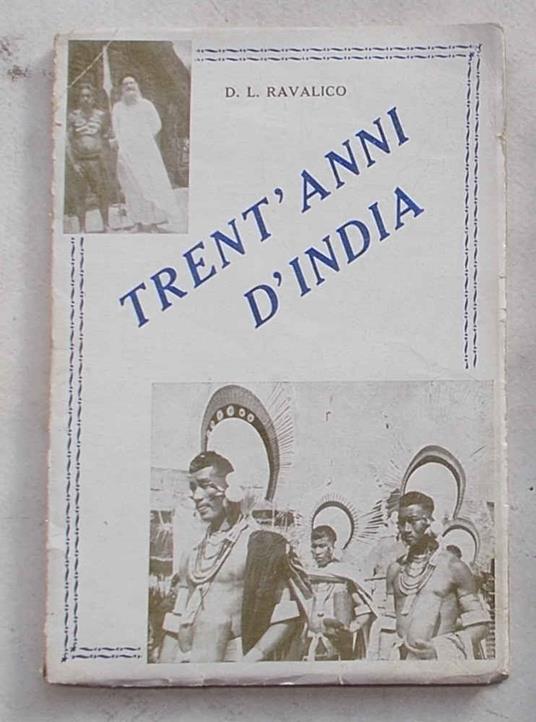 D. L. RAVALICO
TRENT' ANNI
D'INDIA